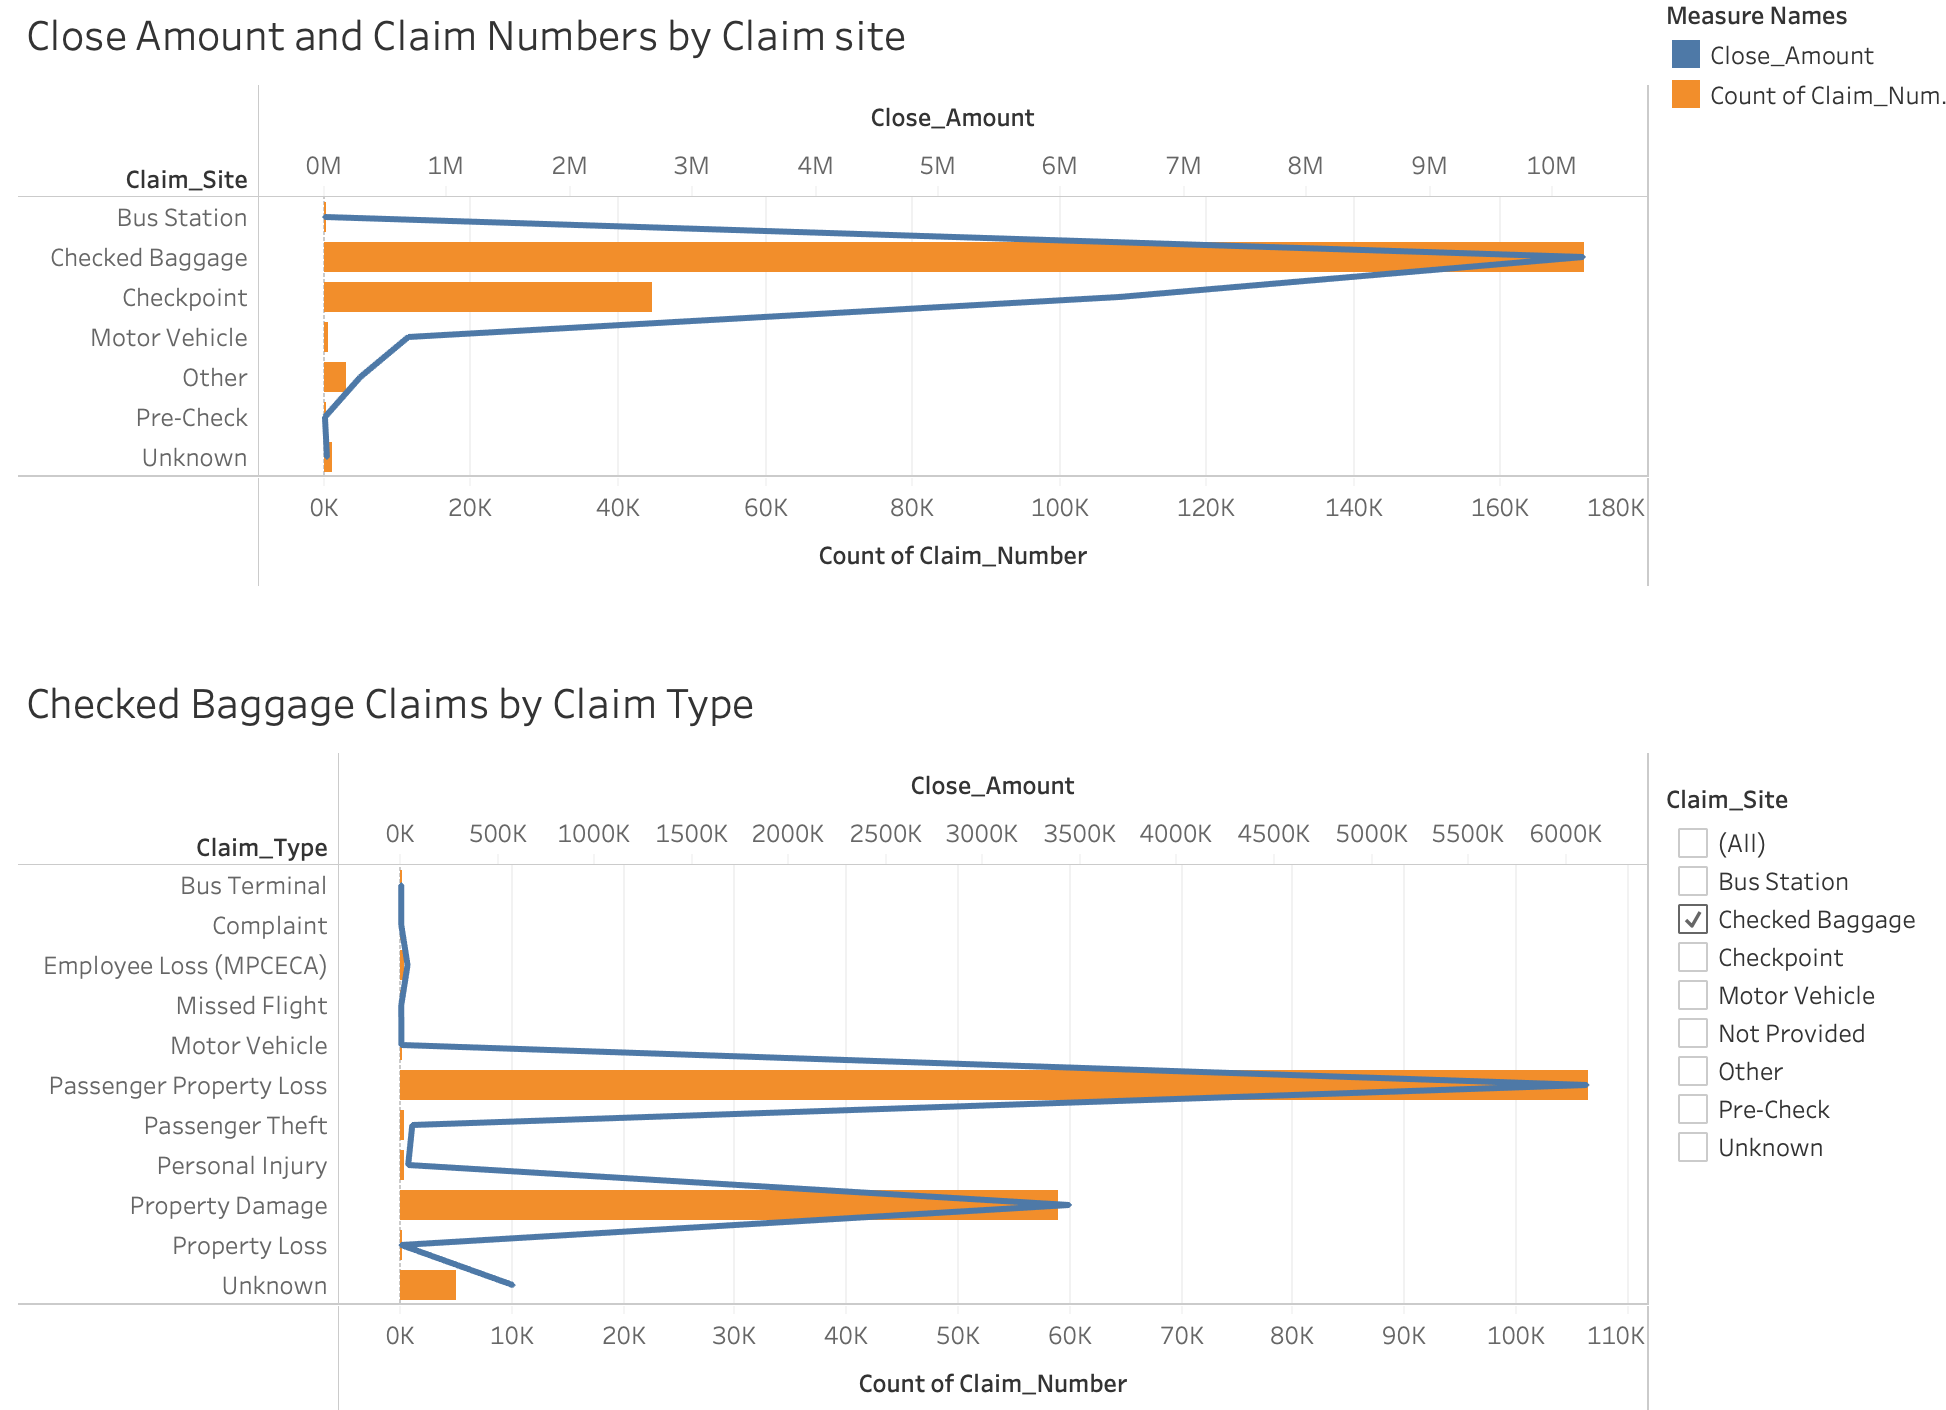 Close Amount and Claim Numbers by Claim site
Measure Names
Close_Amount
Count of Claim_Num.
Close_Amount
0M 1M 2M 3M 4M 5M 6M 7M 8M 9M 10M
Claim_Site
Bus Station
Checked Baggage
Checkpoint
Motor Vehicle
Other
Pre-Check
Unknown
0K 20K 40K 60K 80K 100K 120K 140K 160K 180K
Count of Claim_Number
Checked Baggage Claims by Claim Type
Close_Amount
0K 500K 1000K 1500K 2000K 2500K 3000K 3500K 4000K 4500K 5000K 5500K 6000K
Claim_Type
Bus Terminal
Complaint
Employee Loss (MPCECA)
Missed Flight
Motor Vehicle
Passenger Property Loss
Passenger Theft
Personal Injury
Property Damage
Property Loss
Unknown
0K 10K 20K 30K 40K 50K 60K 70K 80K 90K 100K 110K
Count of Claim_Number
Claim_Site
(All)
Bus Station
Checked Baggage
Checkpoint
Motor Vehicle
Not Provided
Other
Pre-Check
Unknown